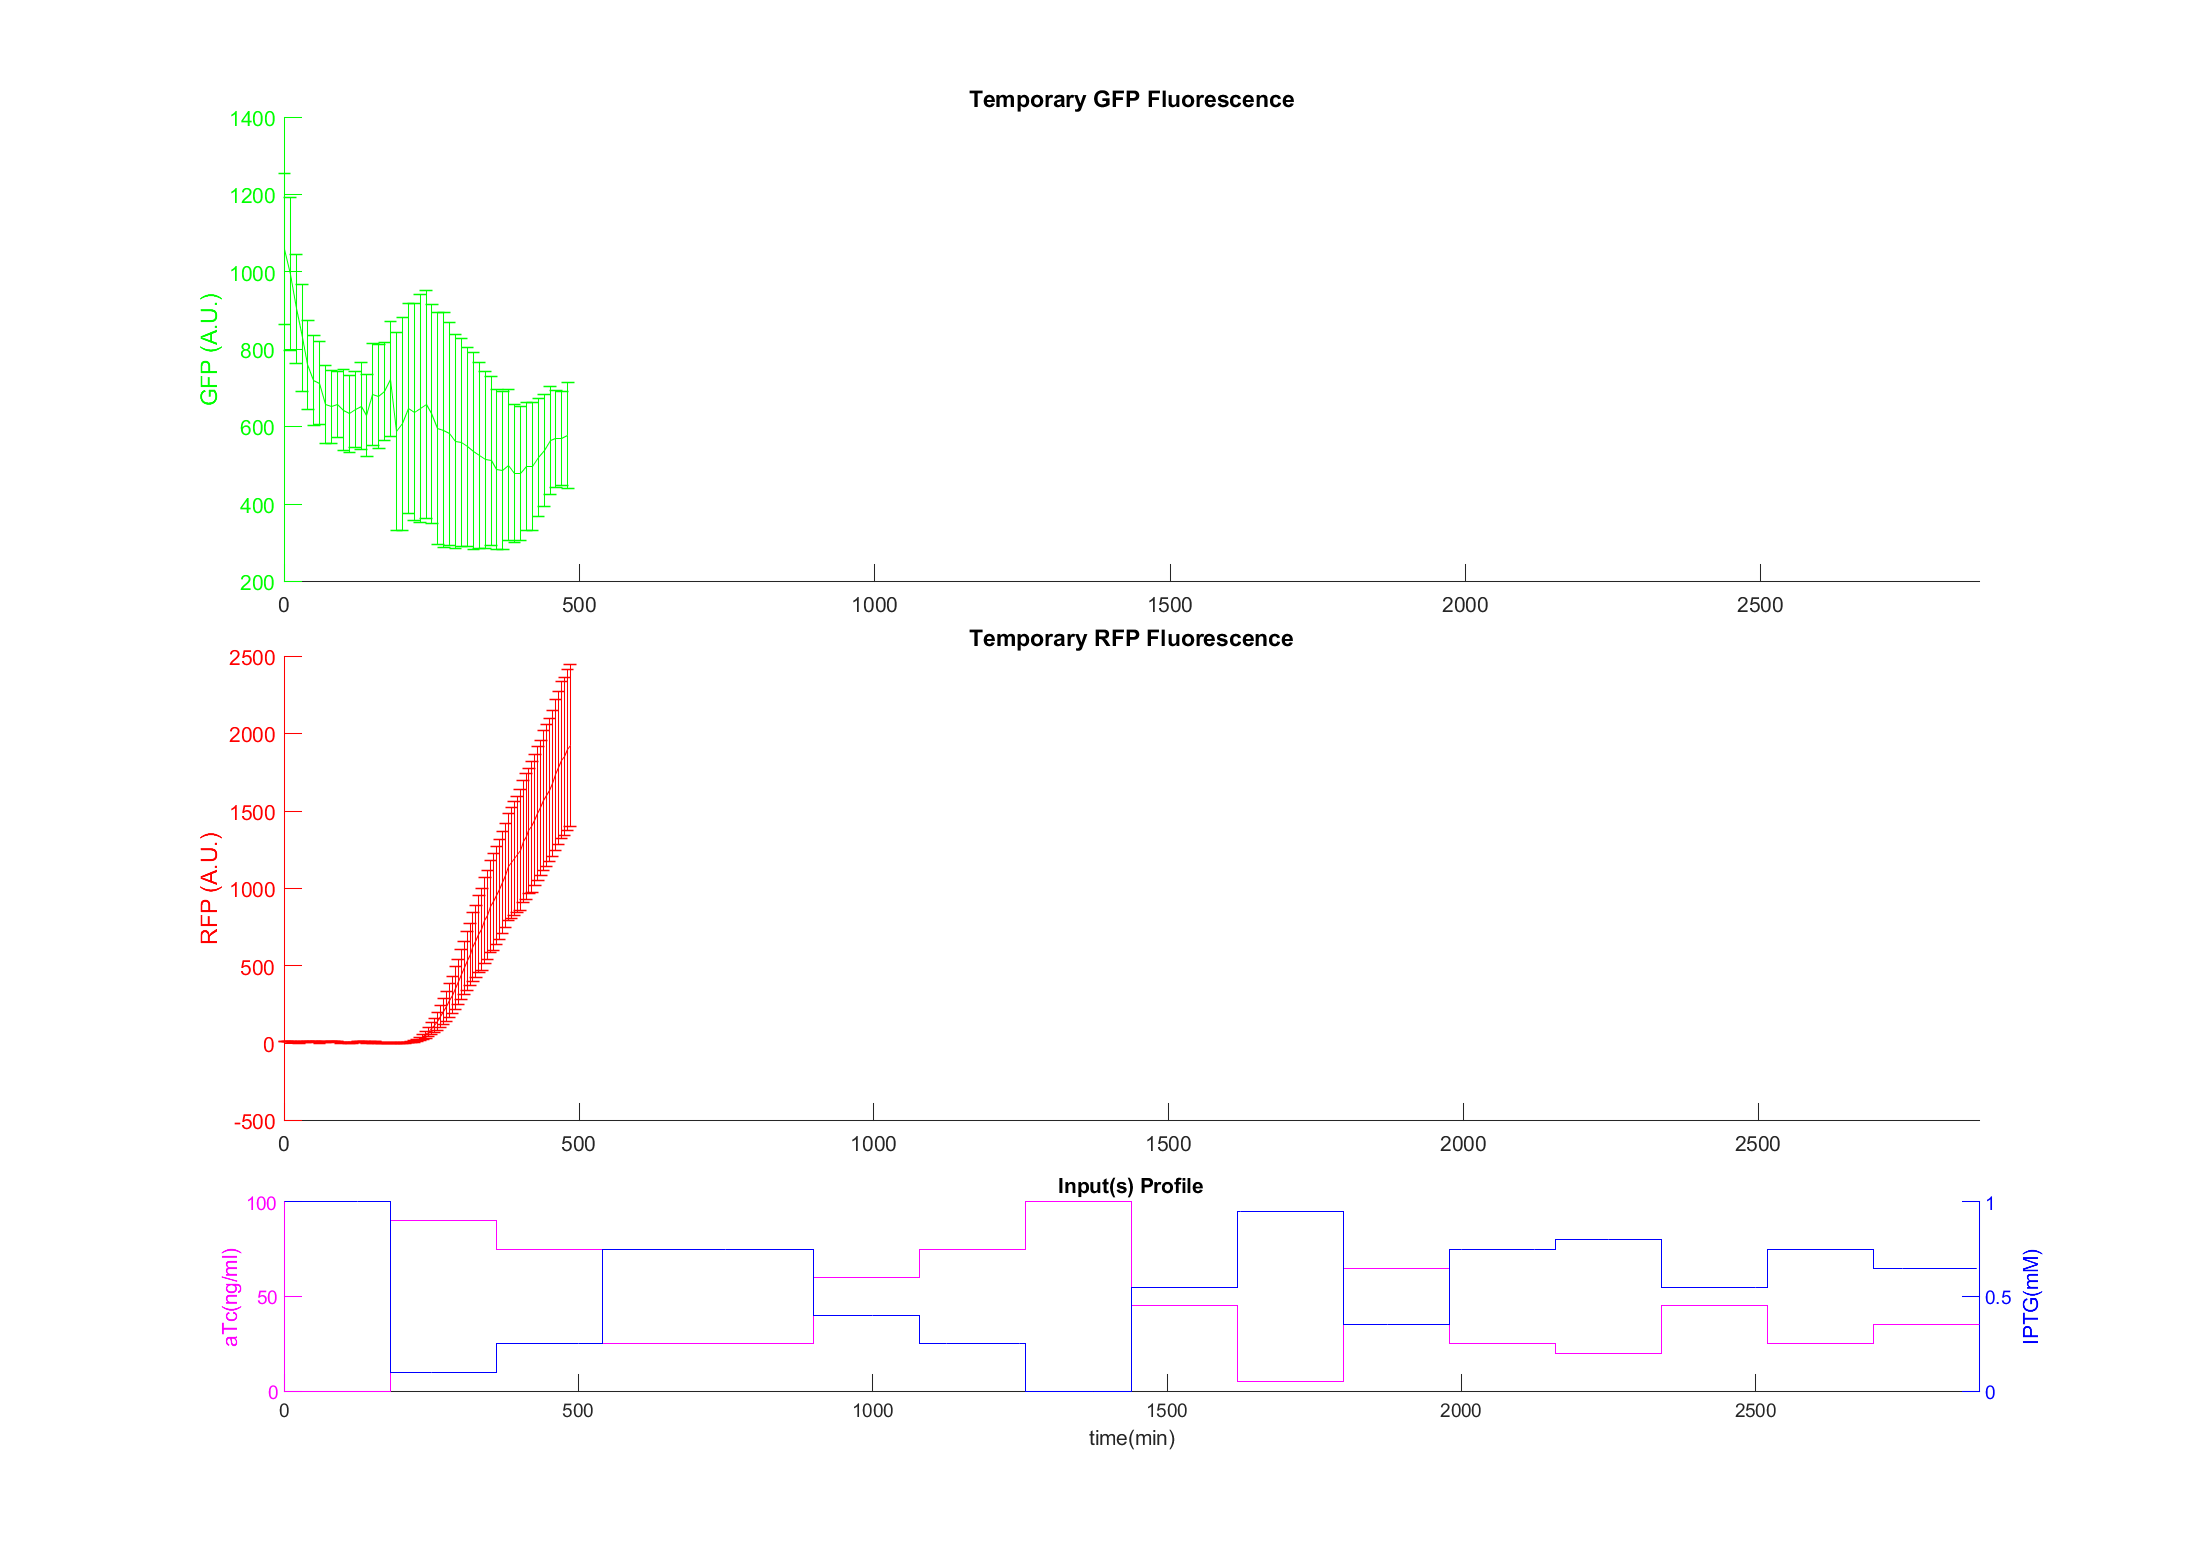 Temporary GFP Fluorescence
1400
1200
1000
800
600
400
200
GFP (A.U.)
0 500 1000 1500 2000 2500
Temporary RFP Fluorescence
2500
2000
1500
1000
500
0
-500
RFP (A.U.)
0 500 1000 1500 2000 2500
Input(s) Profile
100
50
0
aTc(ng/ml)
1
0.5
0
IPTG(mM)
0 500 1000 1500 2000 2500
time(min)